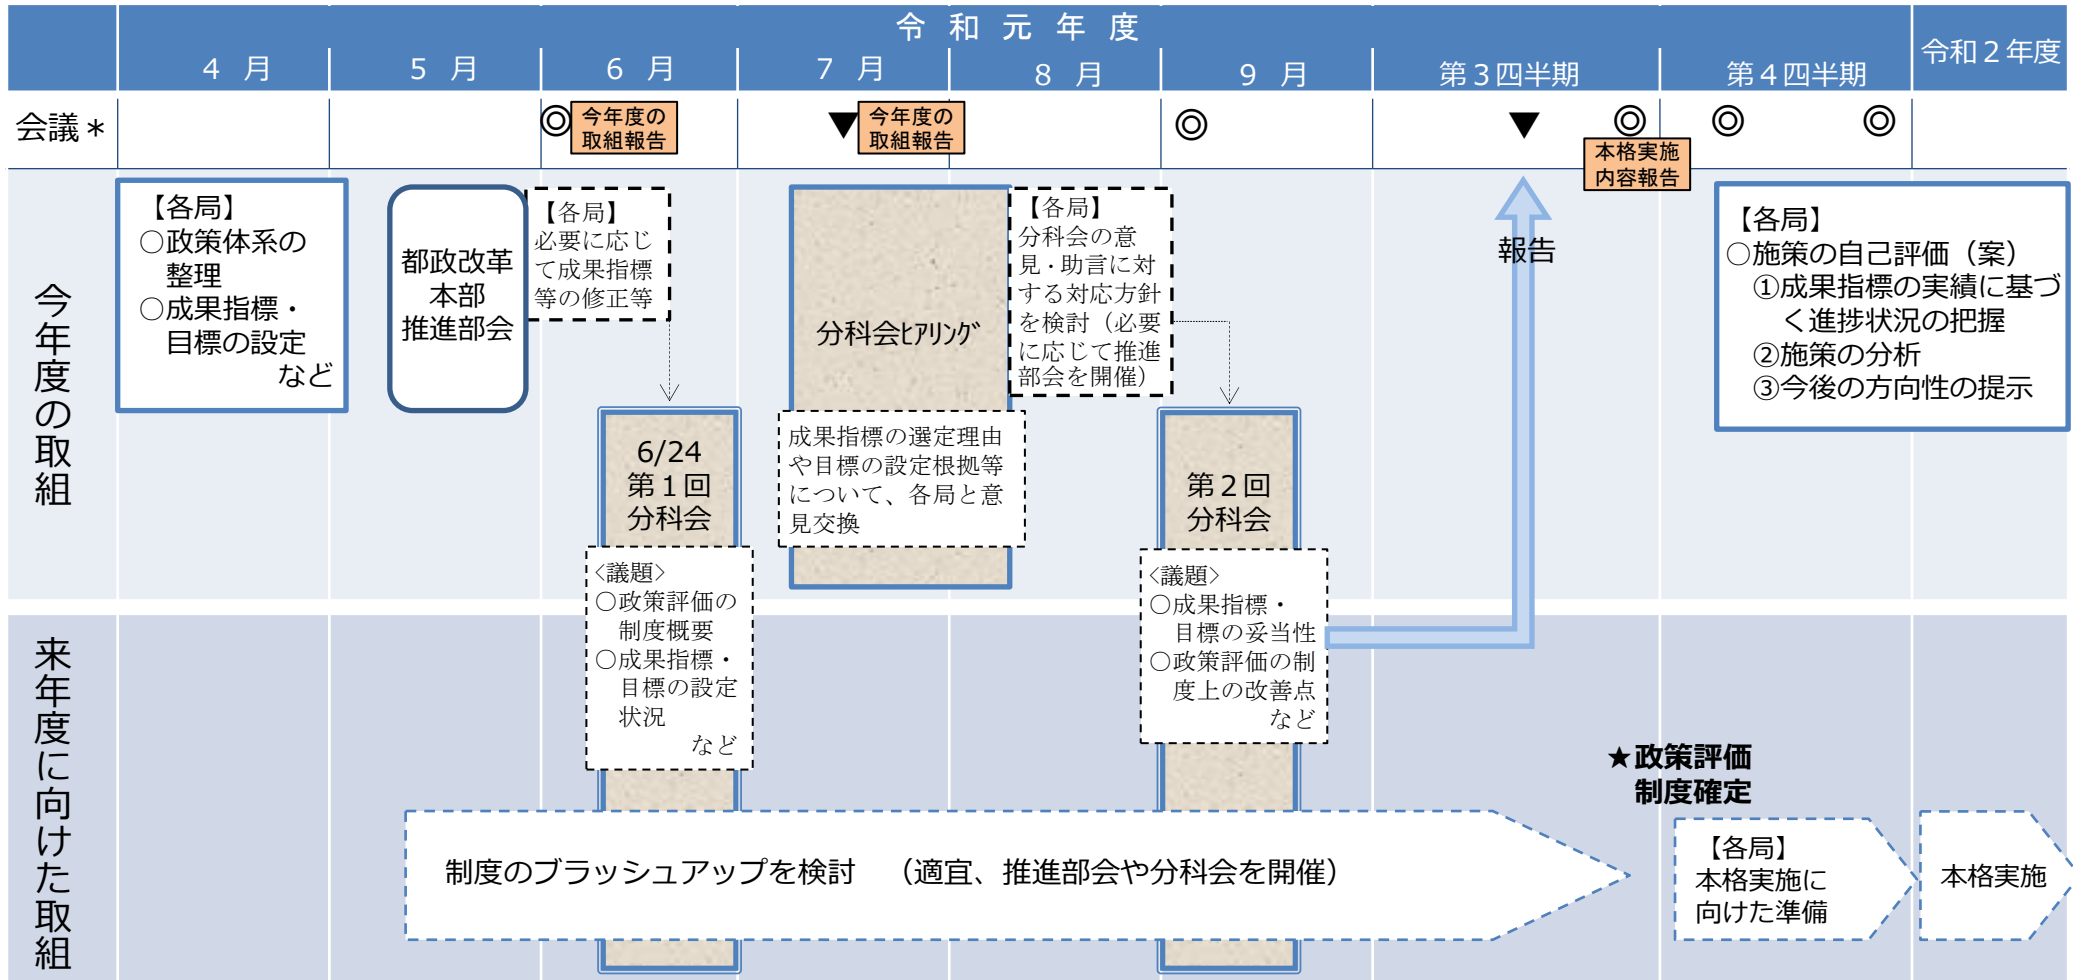 令和元年度
令和２年度
４月
５月
６月
７月
８月
９月
第３四半期
第４四半期
会議＊
◎
今年度の
取組報告
▼
今年度の
取組報告
◎
▼
◎
本格実施
内容報告
◎
◎
今年度の取組
【各局】
○政策体系の
整理
○成果指標・
目標の設定
など
都政改革
本部
推進部会
【各局】
必要に応じ
て成果指標
等の修正等
6/24
第１回
分科会
<議題>
○政策評価の
制度概要
○成果指標・
目標の設定
状況
など
分科会ﾋｱﾘﾝｸﾞ
成果指標の選定理由
や目標の設定根拠等
について、各局と意
見交換
【各局】
分科会の意
見・助言に対
する対応方針
を検討（必要
に応じて推進
部会を開催）
第２回
分科会
<議題>
○成果指標・
目標の妥当性
○政策評価の制
度上の改善点
など
報告
【各局】
○施策の自己評価（案）
①成果指標の実績に基づ
く進捗状況の把握
②施策の分析
③今後の方向性の提示
来年度に向けた取組
制度のブラッシュアップを検討　（適宜、推進部会や分科会を開催）
★政策評価
制度確定
【各局】
本格実施に
向けた準備
本格実施